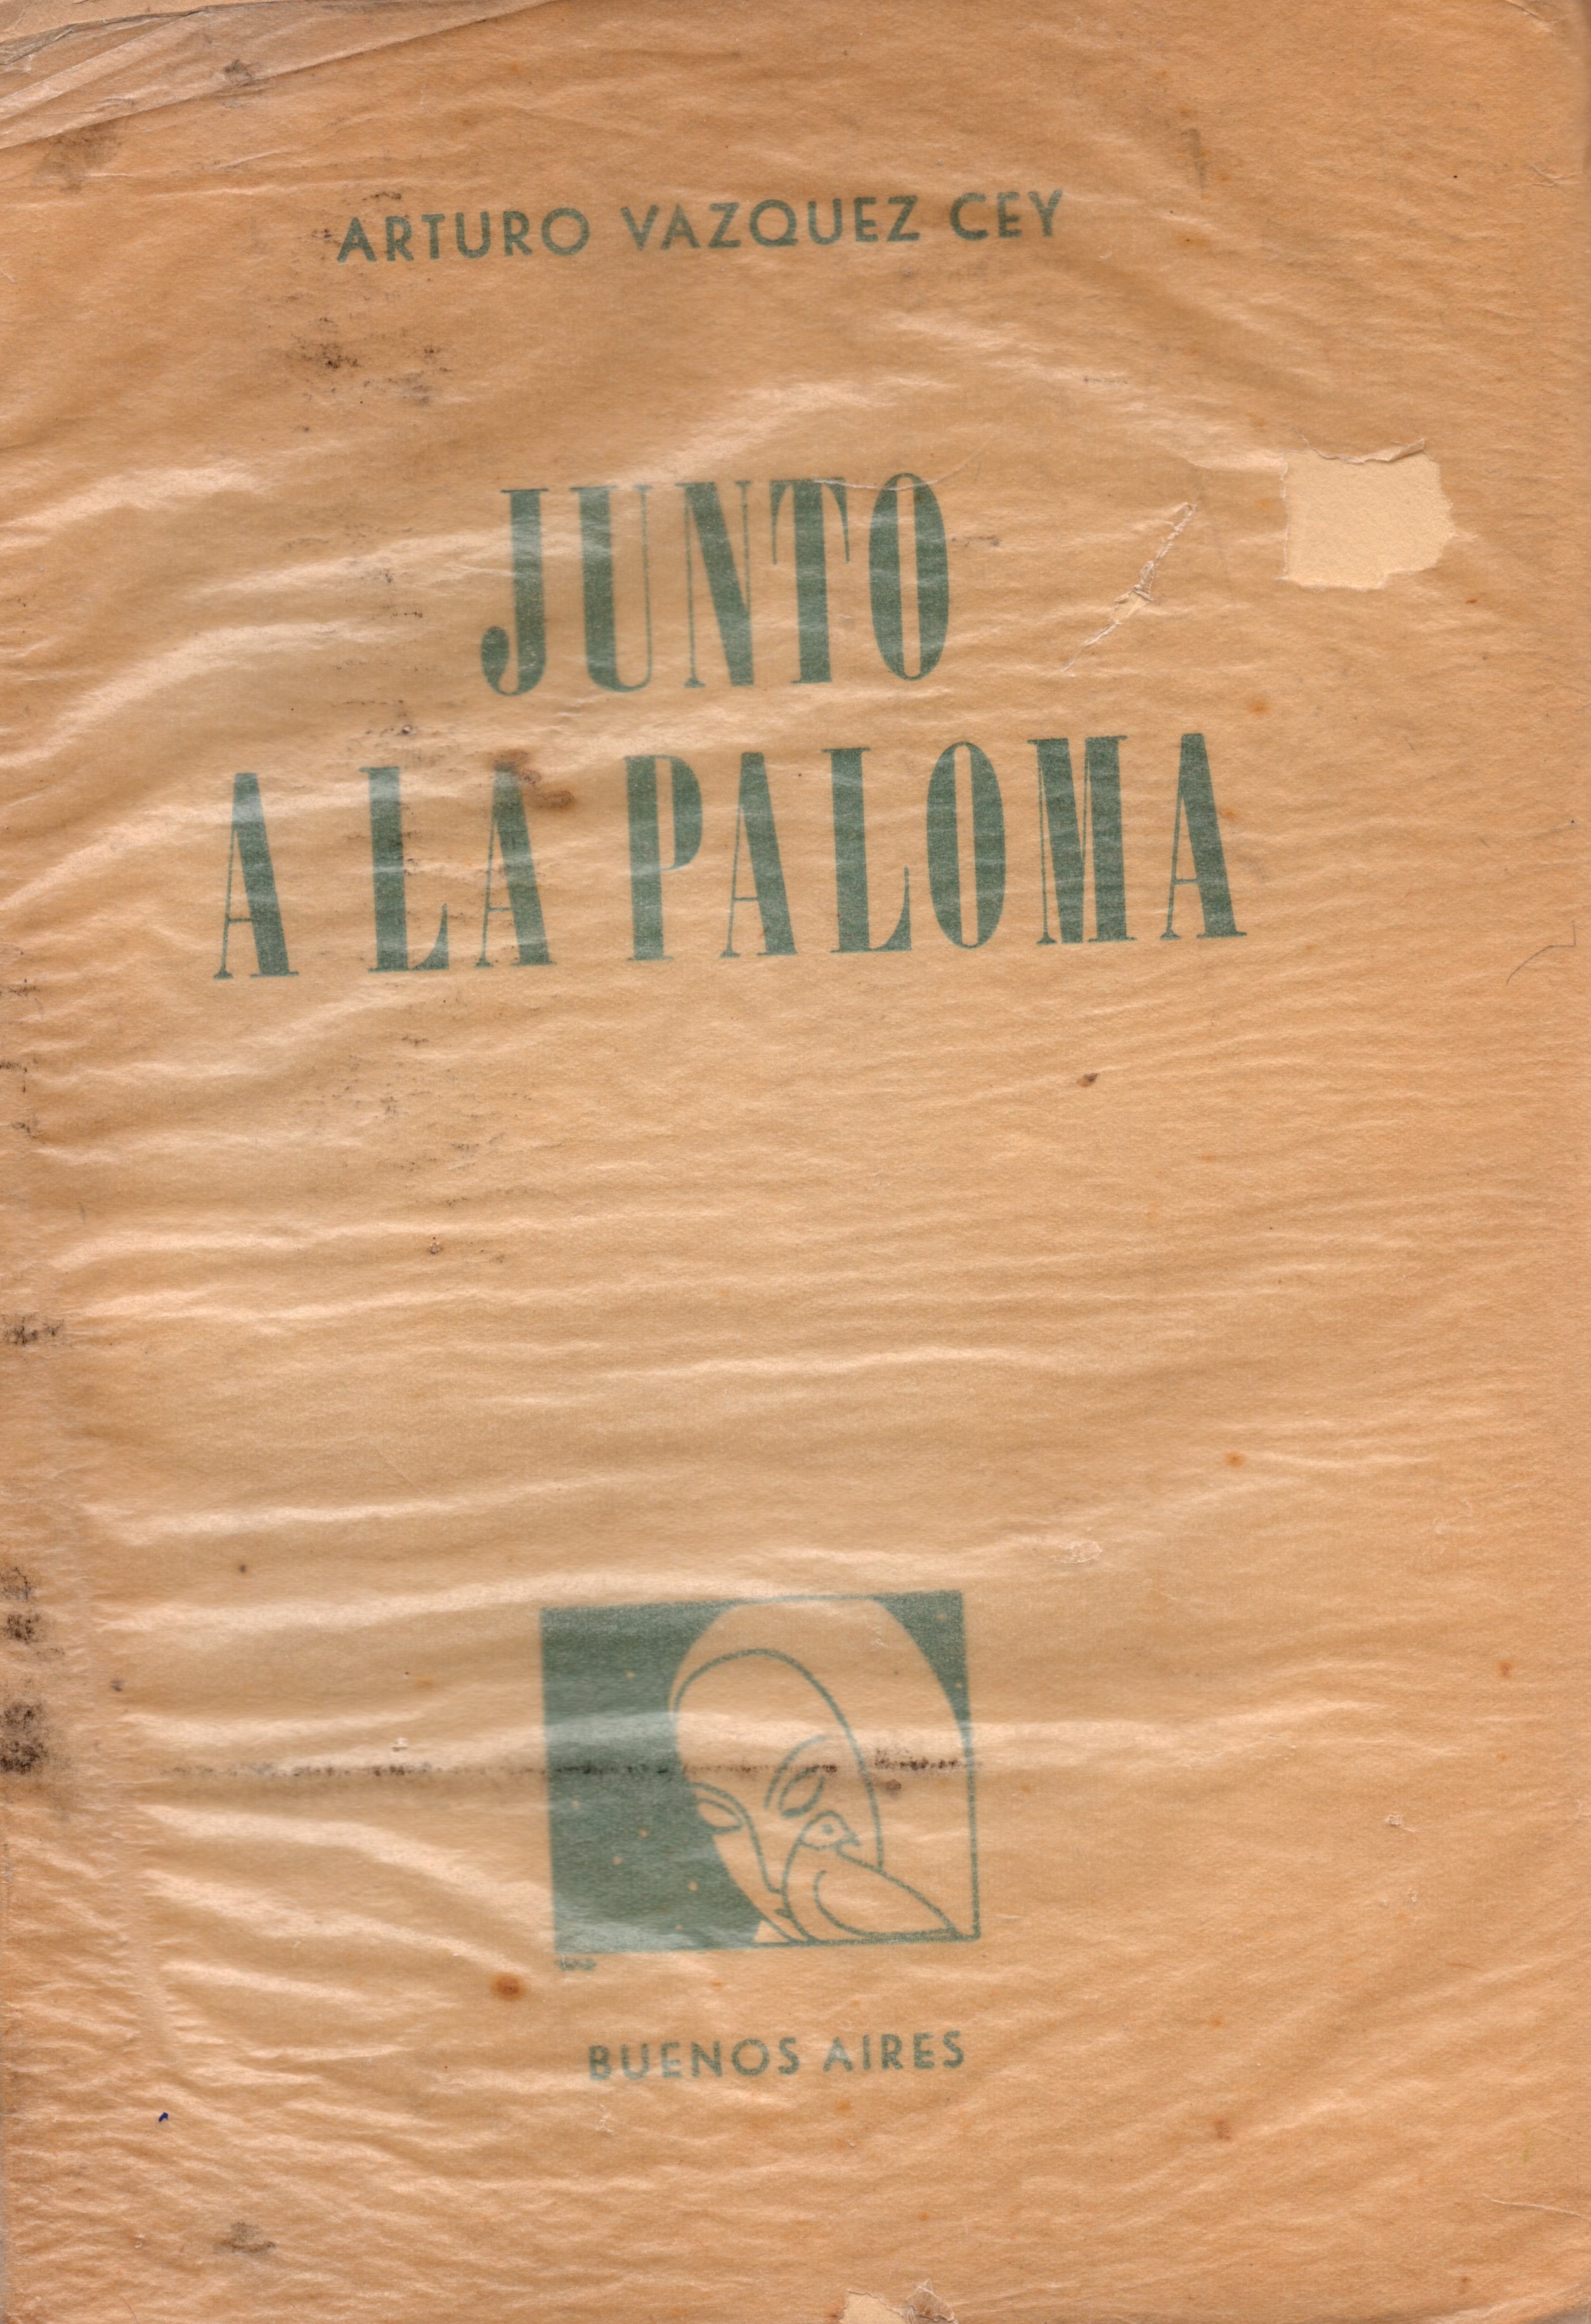 ARTURO VAZQUEZ CEY
JUNTO
A LA PALOMA
BUENOS AIRES